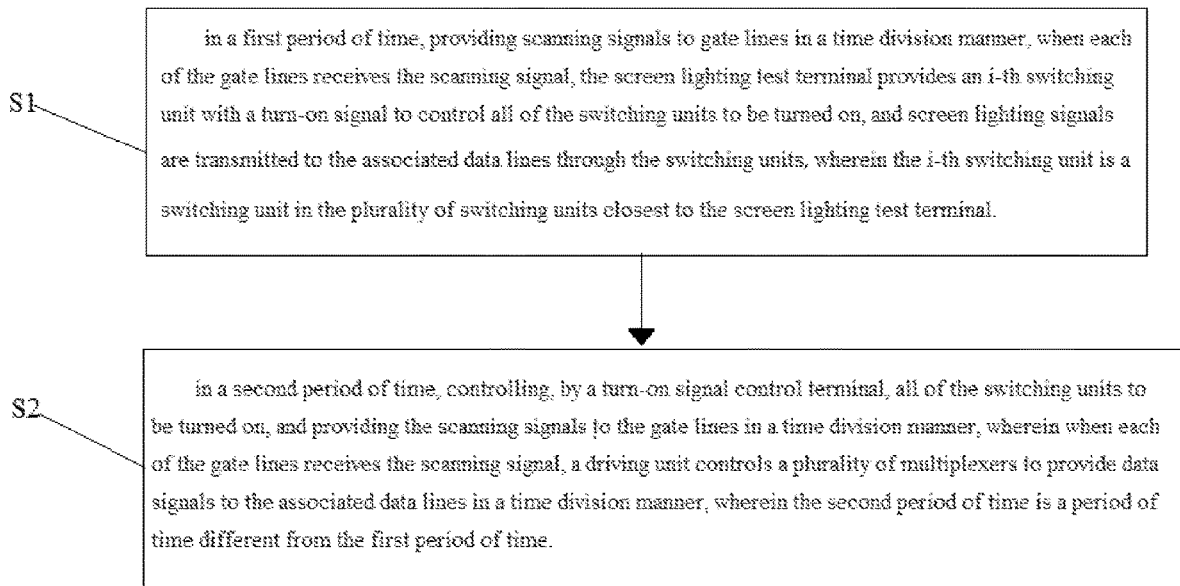 in a first period of time, providing scanning signals to gate lines in a time division manner, when each
of the gate lines receives the scanning signal, the screen lighting test terminal provides an i-th switching
S1
unit with a turn-on signal to control all of the switching units to be turned on, and screen lighting signals
are transmitted to the associated data lines through the switching units, wherein the i-th switching unit is a
switching unit in the plurality of switching units closest to the screen lighting test terminal.
in a second period of time, controlling, by a turn-on signal control terminal, all of the switching units to
S2
be turned on, and providing the scanning signals to the gate lines in a time division manner, wherein when each
of the gate lines receives the scanning signal, a driving unit controls a plurality of multiplexers to provide data
signals to the associated data lines in a time division manner, wherein the second period of time is a period of
time different from the first period of time.